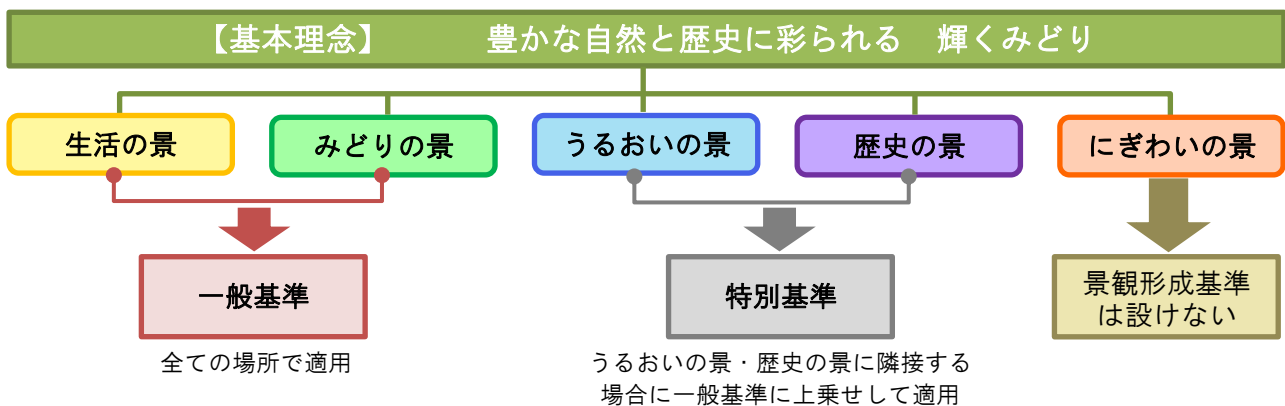 【基本理念】　豊かな自然と歴史に彩られる　輝くみどり
生活の景
みどりの景
うるおいの景
歴史の景
にぎわいの景
一般基準
特別基準
景観形成基準
は設けない
全ての場所で適用
うるおいの景・歴史の景に隣接する
場合に一般基準に上乗せして適用